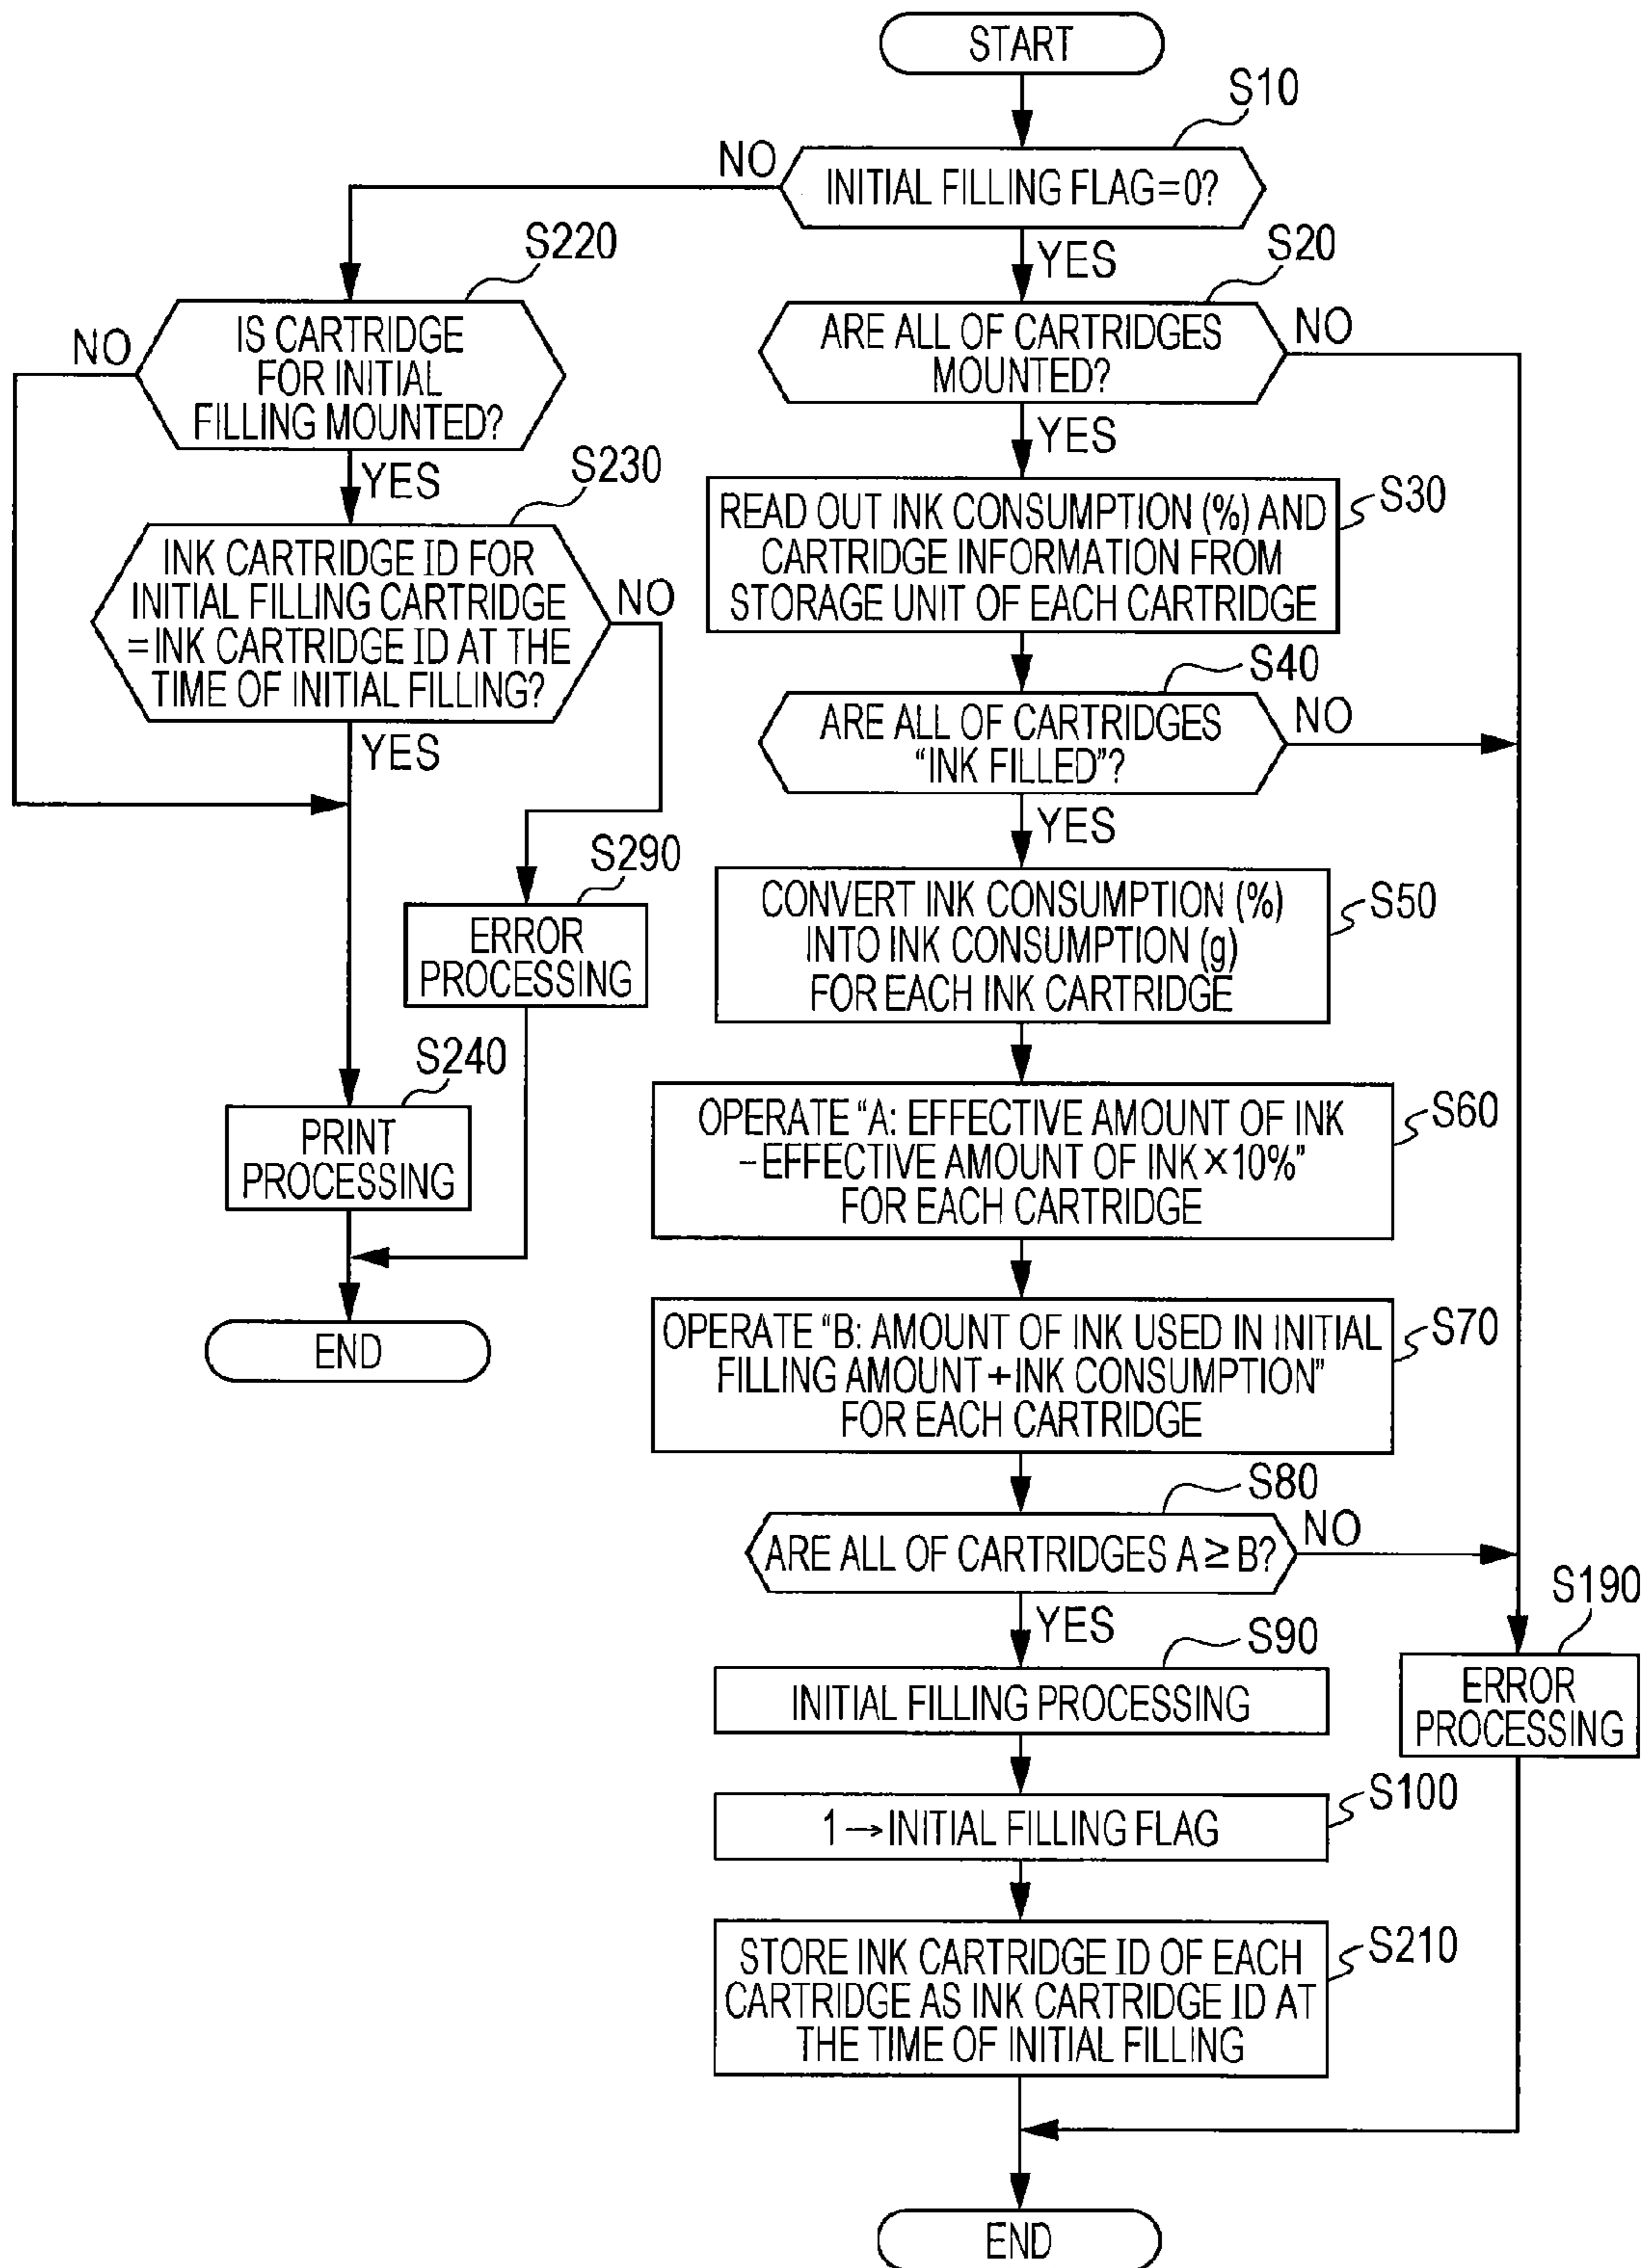 START
S10
INITIAL FILLING FLAG=0?
NO
YES
S220
IS CARTRIDGE
FOR INITIAL
FILLING MOUNTED?
NO
YES
S230
INK CARTRIDGE ID FOR
INITIAL FILLING CARTRIDGE
=INK CARTRIDGE ID AT THE
TIME OF INITIAL FILLING?
NO
YES
S290
ERROR
PROCESSING
S240
PRINT
PROCESSING
END
S20
ARE ALL OF CARTRIDGES
MOUNTED?
NO
YES
S30
READ OUT INK CONSUMPTION (%) AND
CARTRIDGE INFORMATION FROM
STORAGE UNIT OF EACH CARTRIDGE
S40
ARE ALL OF CARTRIDGES
“INK FILLED”?
NO
YES
S50
CONVERT INK CONSUMPTION (%)
INTO INK CONSUMPTION (g)
FOR EACH INK CARTRIDGE
S60
OPERATE “A: EFFECTIVE AMOUNT OF INK
−EFFECTIVE AMOUNT OF INK×10%”
FOR EACH CARTRIDGE
S70
OPERATE “B: AMOUNT OF INK USED IN INITIAL
FILLING AMOUNT+INK CONSUMPTION”
FOR EACH CARTRIDGE
S80
ARE ALL OF CARTRIDGES A≥B?
NO
YES
S90
INITIAL FILLING PROCESSING
S190
ERROR
PROCESSING
S100
1→INITIAL FILLING FLAG
S210
STORE INK CARTRIDGE ID OF EACH
CARTRIDGE AS INK CARTRIDGE ID AT
THE TIME OF INITIAL FILLING
END